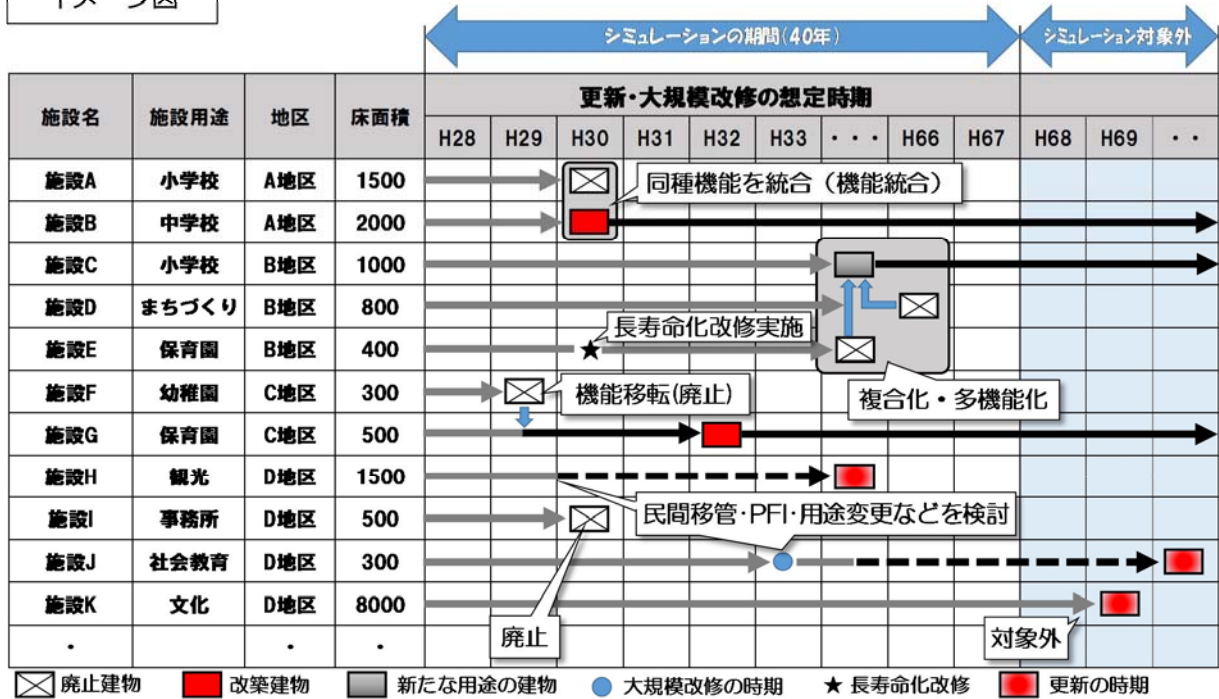 イメージ図
シミュレーションの期間(40年) シミュレーション対象外
施設名 施設用途 地区 床面積 更新・大規模改修の想定時期
H28 H29 H30 H31 H32 H33 ・・・ H66 H67 H68 H69 ・・
施設A 小学校 A地区 1500 同種機能を統合（機能統合）
施設B 中学校 A地区 2000
施設C 小学校 B地区 1000
施設D まちづくり B地区 800
長寿命化改修実施
施設E 保育園 B地区 400
施設F 幼稚園 C地区 300 機能移転(廃止) 複合化・多機能化
施設G 保育園 C地区 500
施設H 観光 D地区 1500
施設I 事務所 D地区 500 民間移管・PFI・用途変更などを検討
施設J 社会教育 D地区 300
施設K 文化 D地区 8000
・ ・ ・ 廃止 対象外
廃止建物 改築建物 新たな用途の建物 大規模改修の時期 ★ 長寿命化改修 更新の時期